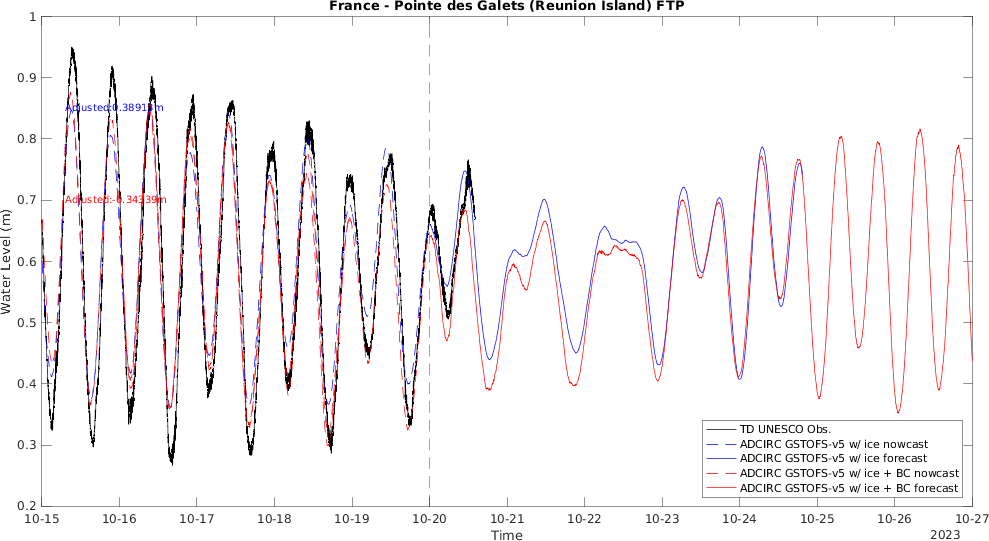 France - Pointe des Galets (Reunion Island) FTP
Water Level (m)
1
0.9
0.8
0.7
0.6
0.5
0.4
0.3
0.2
Adjusted:-0.34339m
10-15
10-16
10-17
10-18
10-19
10-20
10-21
10-22
10-23
10-24
10-25
10-26
10-27
Time
2023
TD UNESCO Obs.
ADCIRC GSTOFS-v5 w/ ice nowcast
ADCIRC GSTOFS-v5 w/ ice forecast
ADCIRC GSTOFS-v5 w/ ice + BC nowcast
ADCIRC GSTOFS-v5 w/ ice + BC forecast